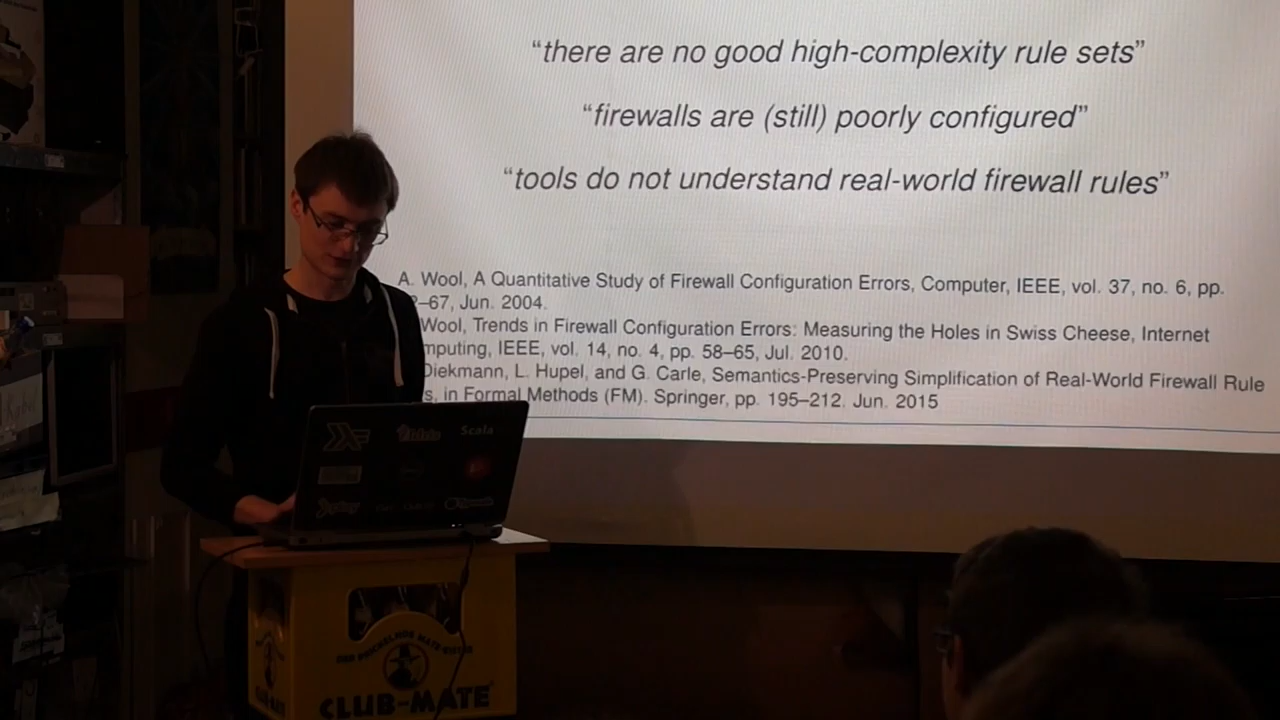 “there are no good high-complexity rule sets”
“firewalls are (still) poorly configured”
“tools do not understand real-world firewall rules”
A. Wool, A Quantitative Study of Firewall Configuration Errors, Computer, IEEE, vol. 37, no. 6, pp.
–67, Jun. 2004.
Wool, Trends in Firewall Configuration Errors: Measuring the Holes in Swiss Cheese, Internet
mputing, IEEE, vol. 14, no. 4, pp. 58–65, Jul. 2010.
Diekmann, L. Hupel, and G. Carle, Semantics-Preserving Simplification of Real-World Firewall Rule
s, in Formal Methods (FM). Springer, pp. 195–212. Jun. 2015
Scala
CLUB-MATE